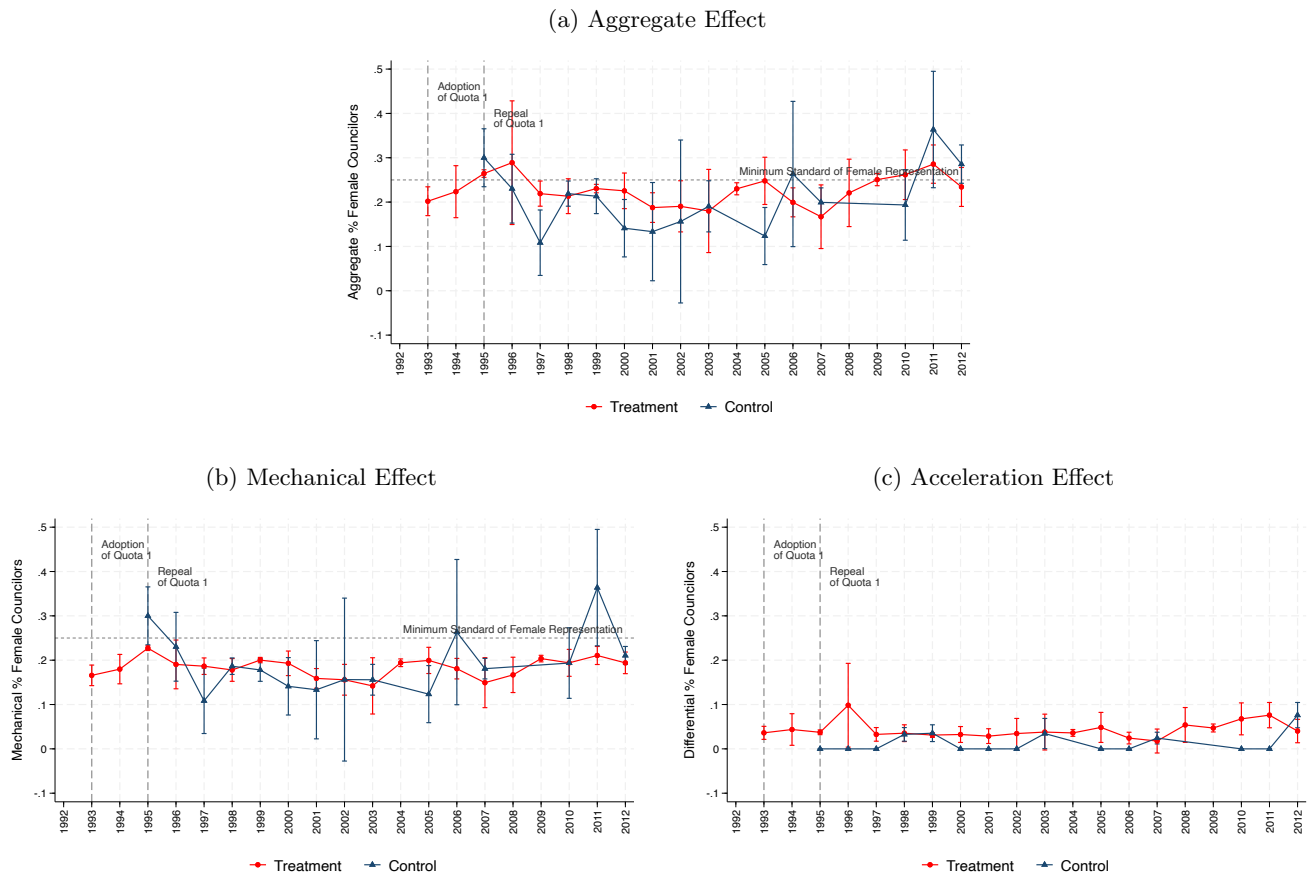 (a) Aggregate Effect
Aggregate % Female Councilors
.5
.4
.3
.2
.1
0
-.1
Adoption
of Quota 1
Repeal
of Quota 1
Minimum Standard of Female Representation
1992 1993 1994 1995 1996 1997 1998 1999 2000 2001 2002 2003 2004 2005 2006 2007 2008 2009 2010 2011 2012
Treatment Control
(b) Mechanical Effect
Mechanical % Female Councilors
.5
.4
.3
.2
.1
0
-.1
Adoption
of Quota 1
Repeal
of Quota 1
Minimum Standard of Female Representation
1992 1993 1994 1995 1996 1997 1998 1999 2000 2001 2002 2003 2004 2005 2006 2007 2008 2009 2010 2011 2012
Treatment Control
(c) Acceleration Effect
Differential % Female Councilors
.5
.4
.3
.2
.1
0
-.1
Adoption
of Quota 1
Repeal
of Quota 1
1992 1993 1994 1995 1996 1997 1998 1999 2000 2001 2002 2003 2004 2005 2006 2007 2008 2009 2010 2011 2012
Treatment Control